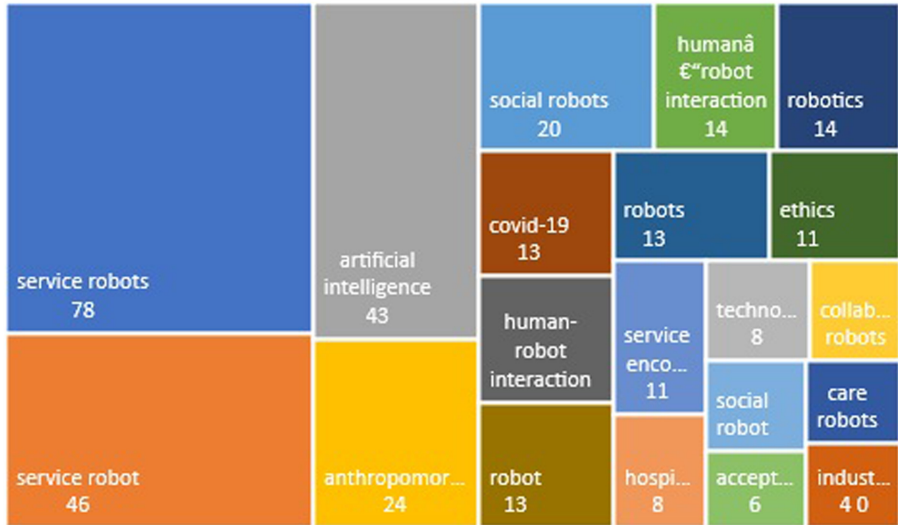 service robots
78
service robot
46
artificial
intelligence
43
anthropomor...
24
social robots
20
humanâ
€“robot
interaction
14
robotics
14
covid-19
13
robots
13
ethics
11
human-
robot
interaction
robot
13
service
enco...
11
hospi...
8
techno...
8
collab...
robots
social
robot
care
robots
accept...
6
indust...
4 0